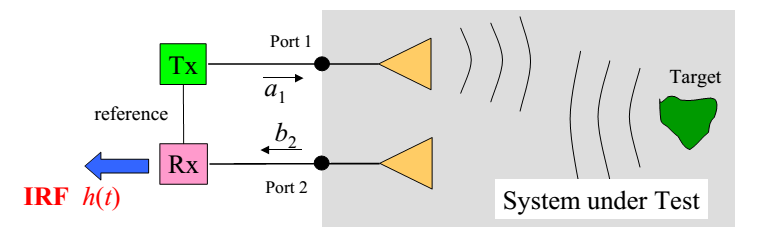 Port 1
Tx
a1
Target
reference
b2
Rx
Port 2
IRF h(t)
System under Test